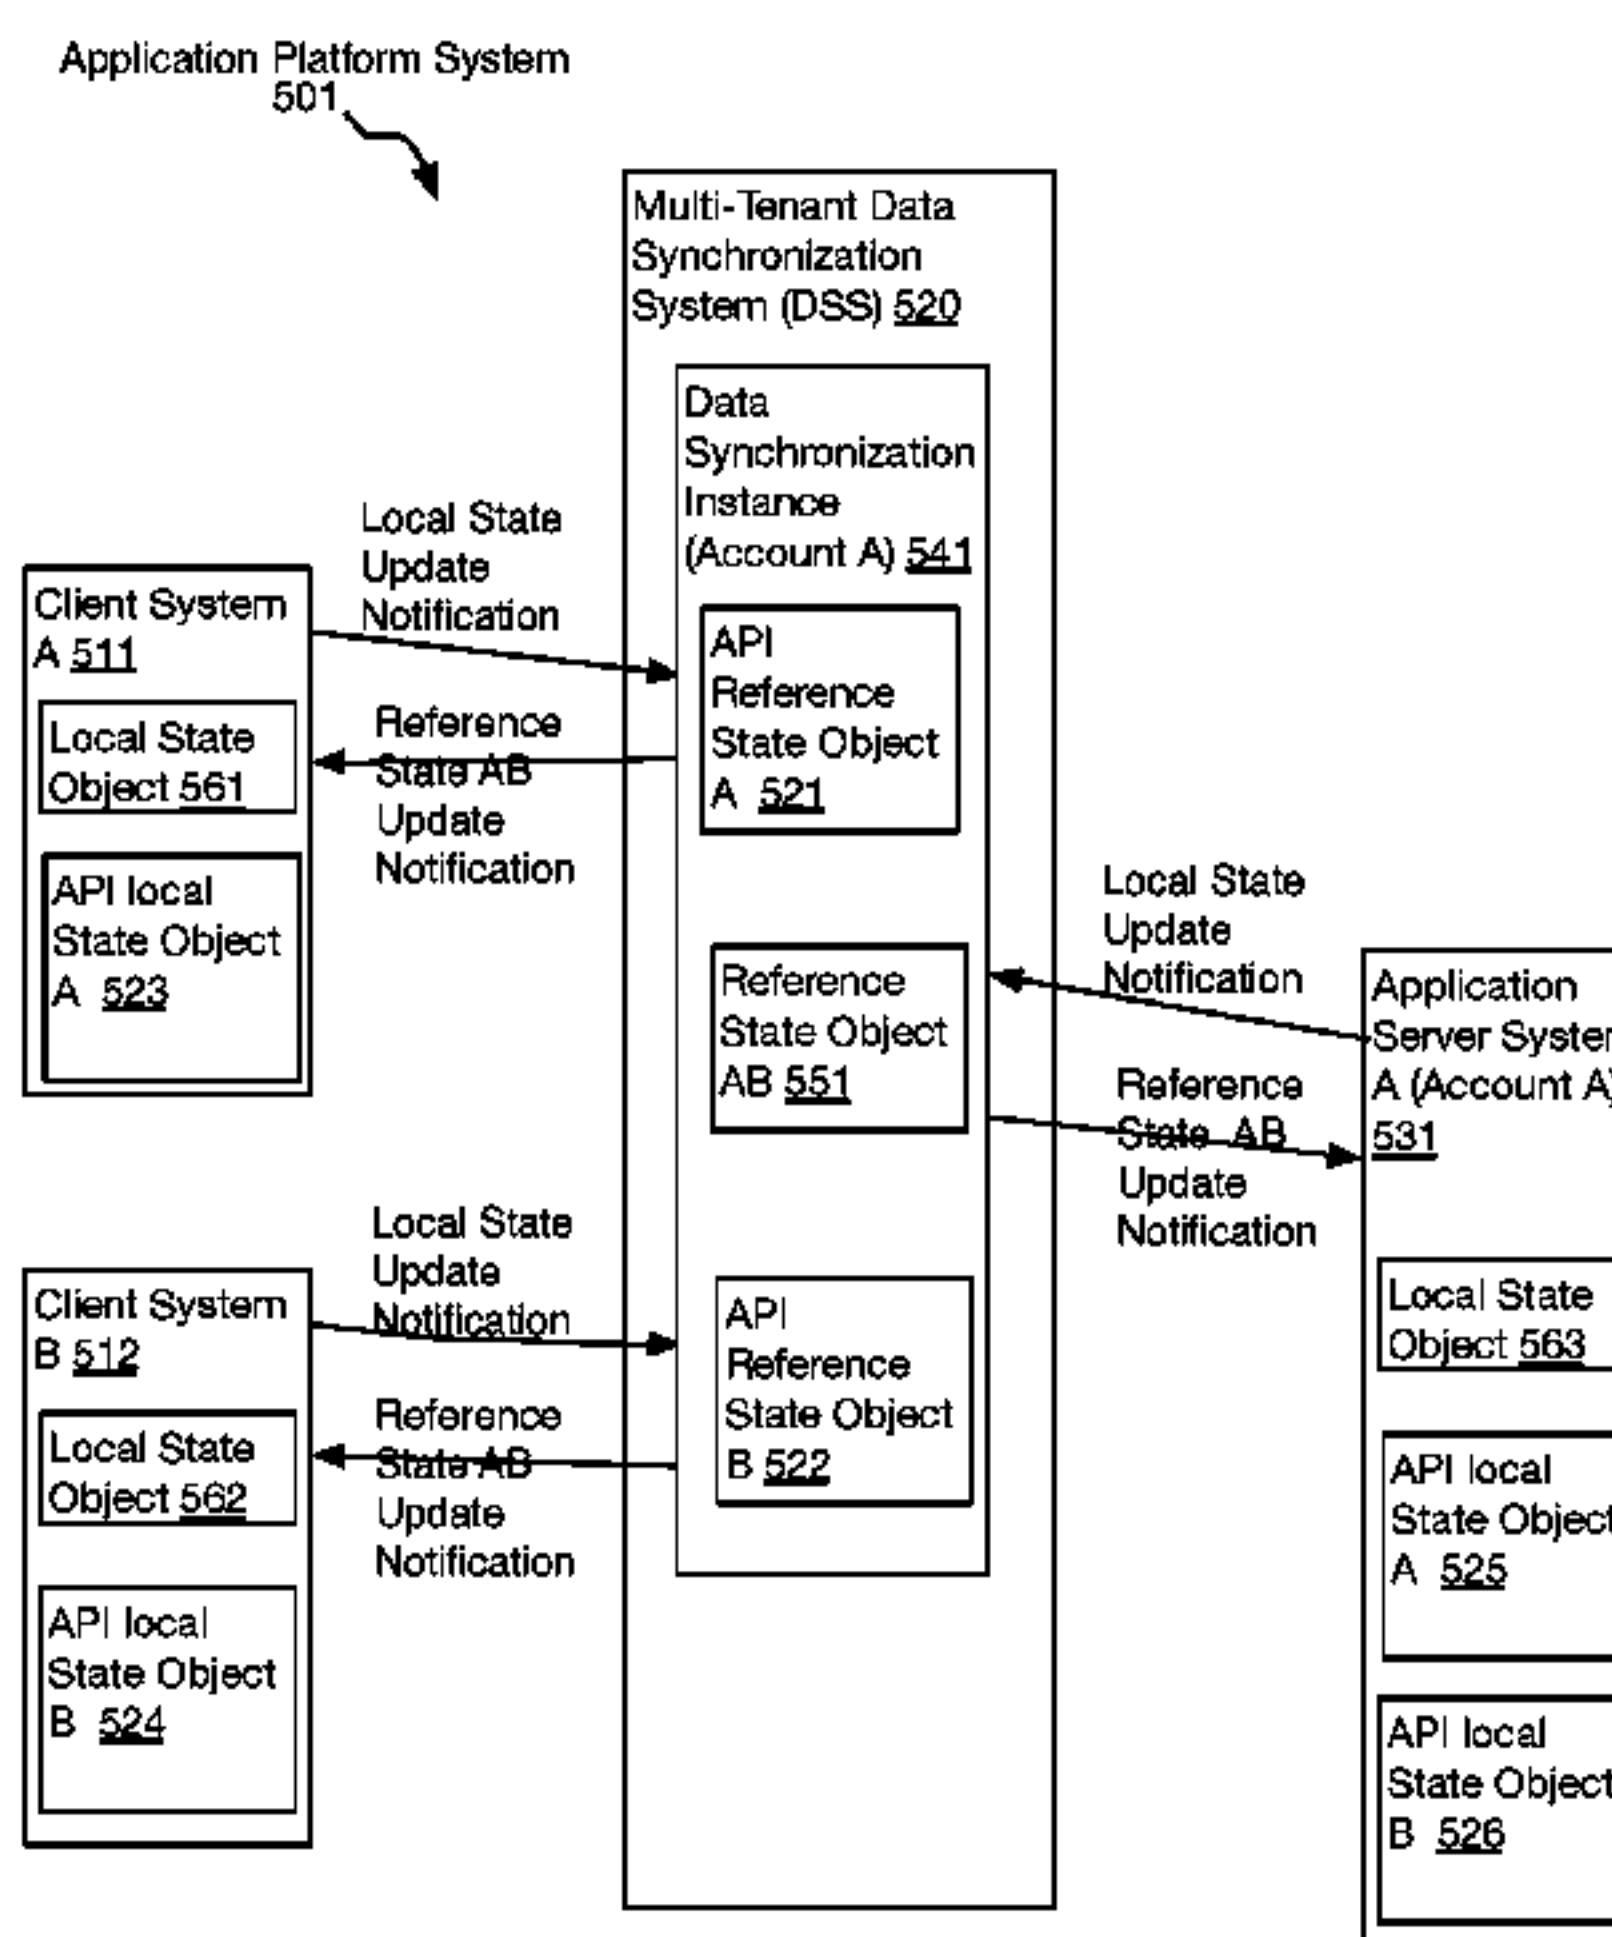 Application Platform System
501
Multi-Tenant Data
Synchronization
System (DSS) 520
Data
Synchronization
Instance
(Account A) 541
API
Reference
State Object
A 521
Reference
State Object
AB 551
API
Reference
State Object
B 522
Local State
Update
Notification
Reference
State AB
Update
Notification
Client System
A 511
Local State
Object 561
API local
State Object
A 523
Local State
Update
Notification
Reference
State AB
Update
Notification
Client System
B 512
Local State
Object 562
API local
State Object
B 524
Local State
Update
Notification
Reference
State AB
Update
Notification
Application
Server System
A (Account A)
531
Local State
Object 563
API local
State Object
A 525
API local
State Object
B 526